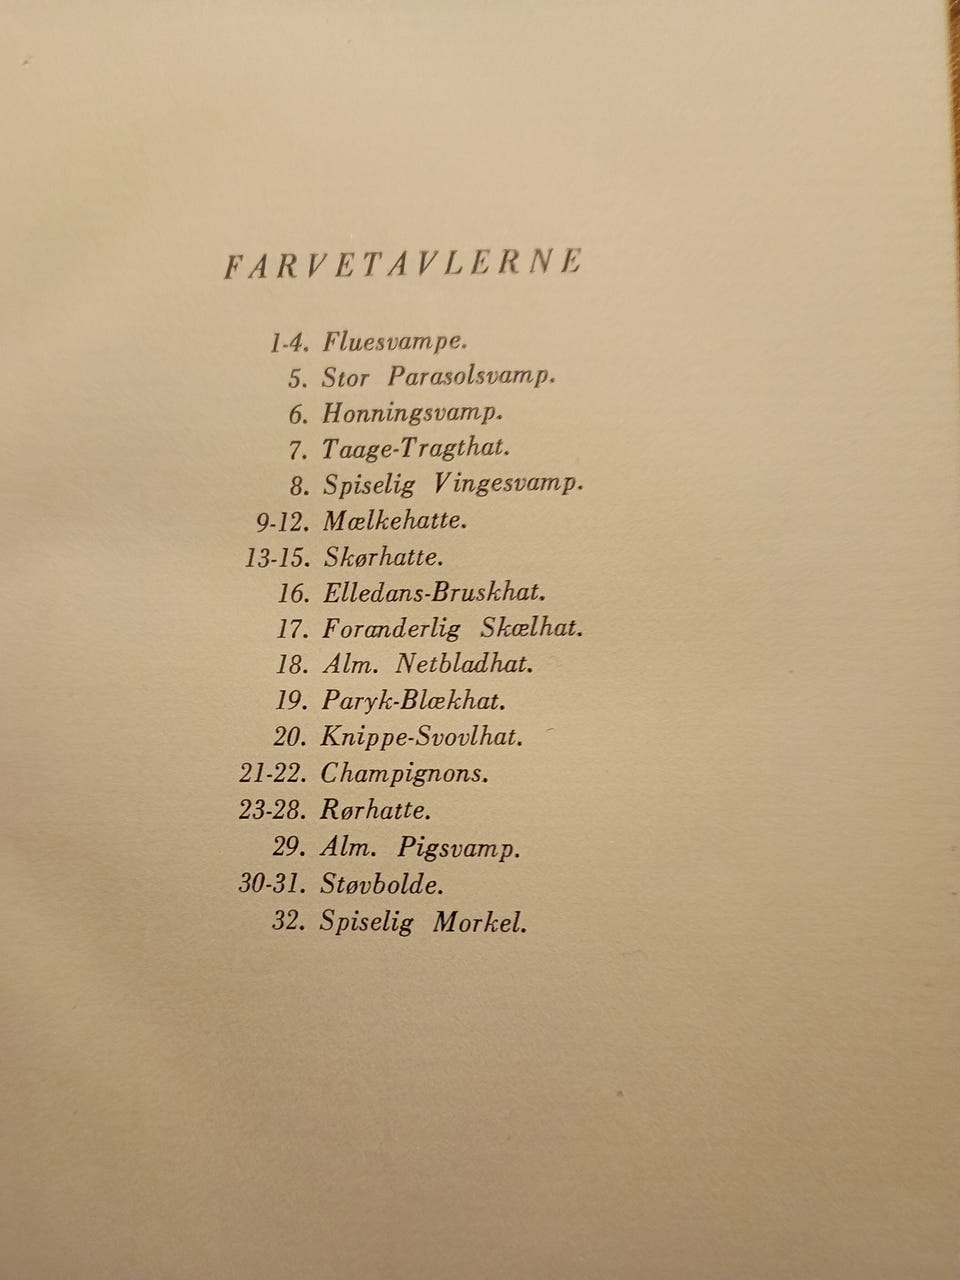 FARVETAVLERNE
1-4. Fluesvampe.
5. Stor Parasolsvamp.
6. Honningsvamp.
7. Taage-Tragthat.
8. Spiselig Vingesvamp.
9-12. Mælkehatte.
13-15. Skørhatte.
16. Elledans-Bruskhat.
17. Foranderlig Skælhat.
18. Alm. Netbladhat.
19. Paryk-Blækhat.
20. Knippe-Svovlhat.
21-22. Champignons.
23-28. Rørhatte.
29. Alm. Pigsvamp.
30-31. Støvbolde.
32. Spiselig Morkel.